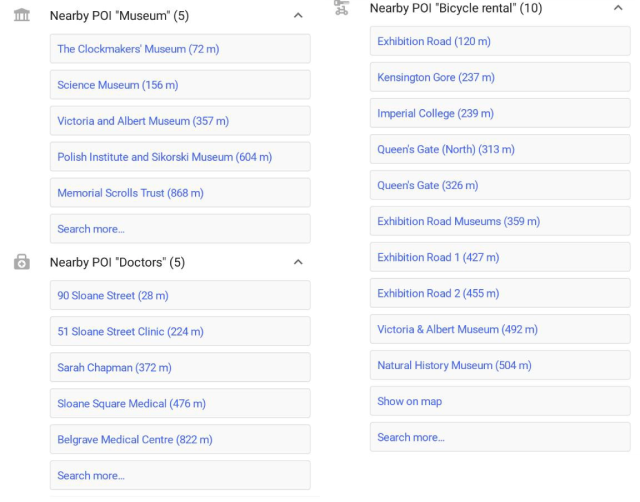 Nearby POI "Museum" (5)
The Clockmakers' Museum (72 m)
Science Museum (156 m)
Victoria and Albert Museum (357 m)
Polish Institute and Sikorski Museum (604 m)
Memorial Scrolls Trust (868 m)
Search more...
Nearby POI "Doctors" (5)
90 Sloane Street (28 m)
51 Sloane Street Clinic (224 m)
Sarah Chapman (372 m)
Sloane Square Medical (476 m)
Belgrave Medical Centre (822 m)
Search more...
Nearby POI "Bicycle rental" (10)
Exhibition Road (120 m)
Kensington Gore (237 m)
Imperial College (239 m)
Queen's Gate (North) (313 m)
Queen's Gate (326 m)
Exhibition Road Museums (359 m)
Exhibition Road 1 (427 m)
Exhibition Road 2 (455 m)
Victoria & Albert Museum (492 m)
Natural History Museum (504 m)
Show on map
Search more...